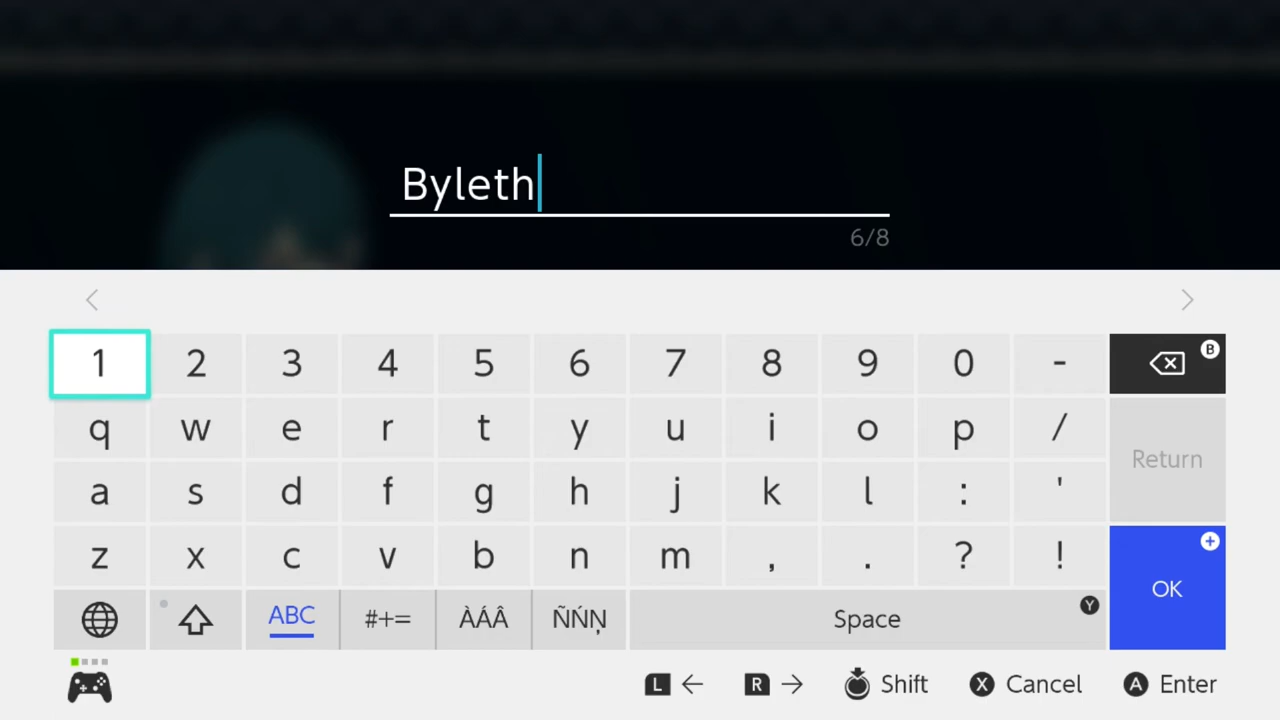 Byleth
6/8
1 2 3 4 5 6 7 8 9 0 - B
q w e r t y u i o p / Return
a s d f g h j k l : '
z x c v b n m , . ? ! + OK
ABC #+= ÀÁÂ ÑŃŅ Space Y
L ← R → Shift X Cancel A Enter